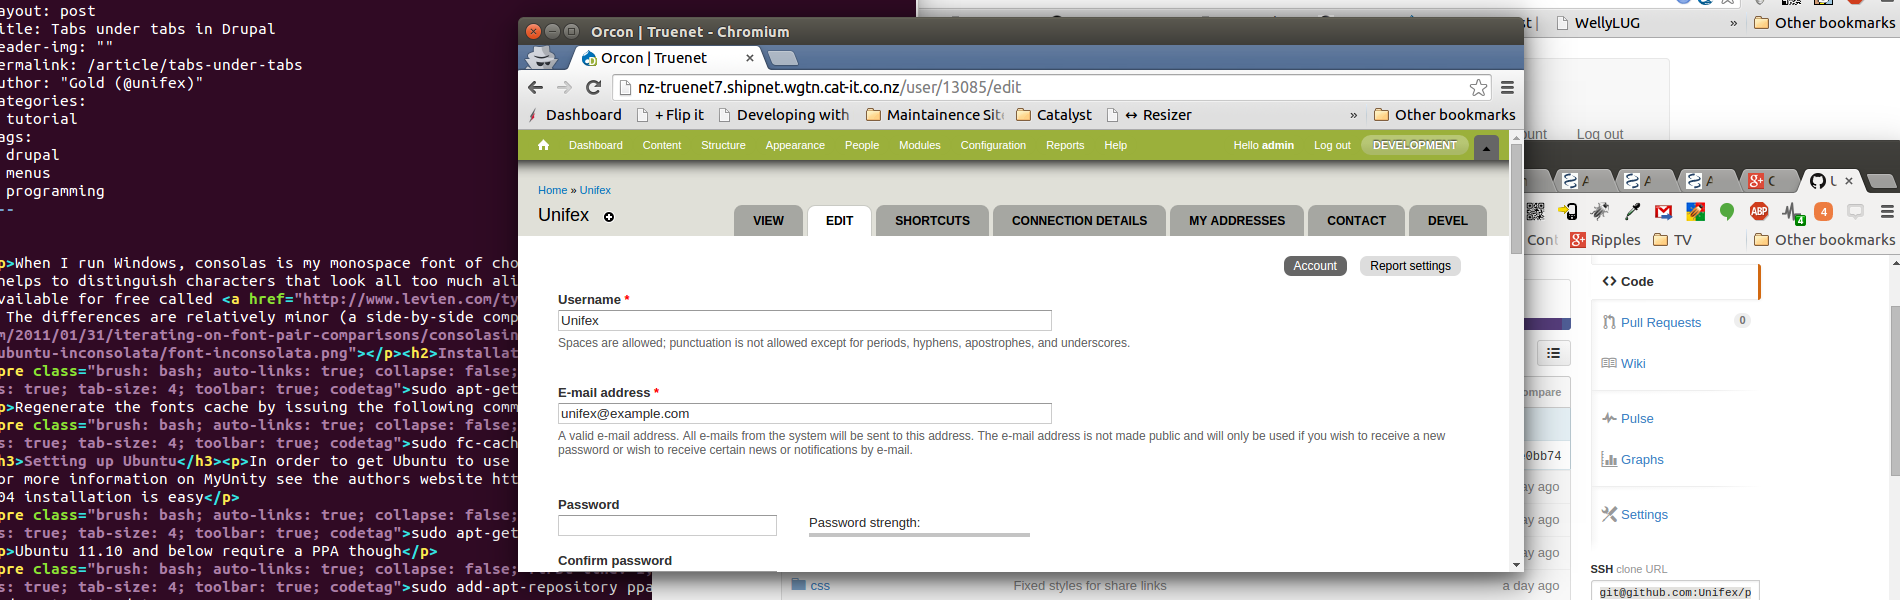 ayout: post
itle: Tabs under tabs in Drupal
eader-img: ""
ermalink: /article/tabs-under-tabs
uthor: "Gold (@unifex)"
ategories:
tutorial
ags:
drupal
menus
programming
--
p>When I run Windows, consolas is my monospace font of cho
helps to distinguish characters that look all too much ali
vailable for free called <a href="http://www.levien.com/ty
The differences are relatively minor (a side-by-side comp
m/2011/01/31/iterating-on-font-pair-comparisons/consolasin
ubuntu-inconsolata/font-inconsolata.png"></p><h2>Installat
pre class="brush: bash; auto-links: true; collapse: false;
s: true; tab-size: 4; toolbar: true; codetag">sudo apt-get
p>Regenerate the fonts cache by issuing the following comm
pre class="brush: bash; auto-links: true; collapse: false;
s: true; tab-size: 4; toolbar: true; codetag">sudo fc-cach
h3>Setting up Ubuntu</h3><p>In order to get Ubuntu to use
or more information on MyUnity see the authors website htt
04 installation is easy</p>
pre class="brush: bash; auto-links: true; collapse: false;
s: true; tab-size: 4; toolbar: true; codetag">sudo apt-get
p>Ubuntu 11.10 and below require a PPA though</p>
pre class="brush: bash; auto-links: true; collapse: false;
s: true; tab-size: 4; toolbar: true; codetag">sudo add-apt-repository ppa
Orcon | Truenet - Chromium
Orcon | Truenet ×
nz-truenet7.shipnet.wgtn.cat-it.co.nz/user/13085/edit
Dashboard + Flip it Developing with Maintainence Site Catalyst ↔ Resizer » Other bookmarks
Dashboard Content Structure Appearance People Modules Configuration Reports Help Hello admin Log out DEVELOPMENT
Home » Unifex
Unifex
VIEW EDIT SHORTCUTS CONNECTION DETAILS MY ADDRESSES CONTACT DEVEL
Account Report settings
Username *
Unifex
Spaces are allowed; punctuation is not allowed except for periods, hyphens, apostrophes, and underscores.
E-mail address *
unifex@example.com
A valid e-mail address. All e-mails from the system will be sent to this address. The e-mail address is not made public and will only be used if you wish to receive a new
password or wish to receive certain news or notifications by e-mail.
Password
Password strength:
Confirm password
css Fixed styles for share links a day ago
st | WellyLUG » Other bookmarks
ount Log out
A A A C U ×
ABP 4 4
Cont Ripples TV Other bookmarks
Code
Pull Requests 0
Wiki
ompare
Pulse
0bb74
Graphs
ay ago
Settings
ay ago
ay ago
SSH clone URL
git@github.com:Unifex/p